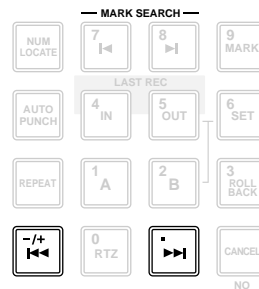 MARK SEARCH
NUM LOCATE
7
8
9 MARK
LAST REC
AUTO PUNCH
4 IN
5 OUT
6 SET
REPEAT
1 A
2 B
3 ROLL BACK
-/+
0 RTZ
.
CANCEL
NO